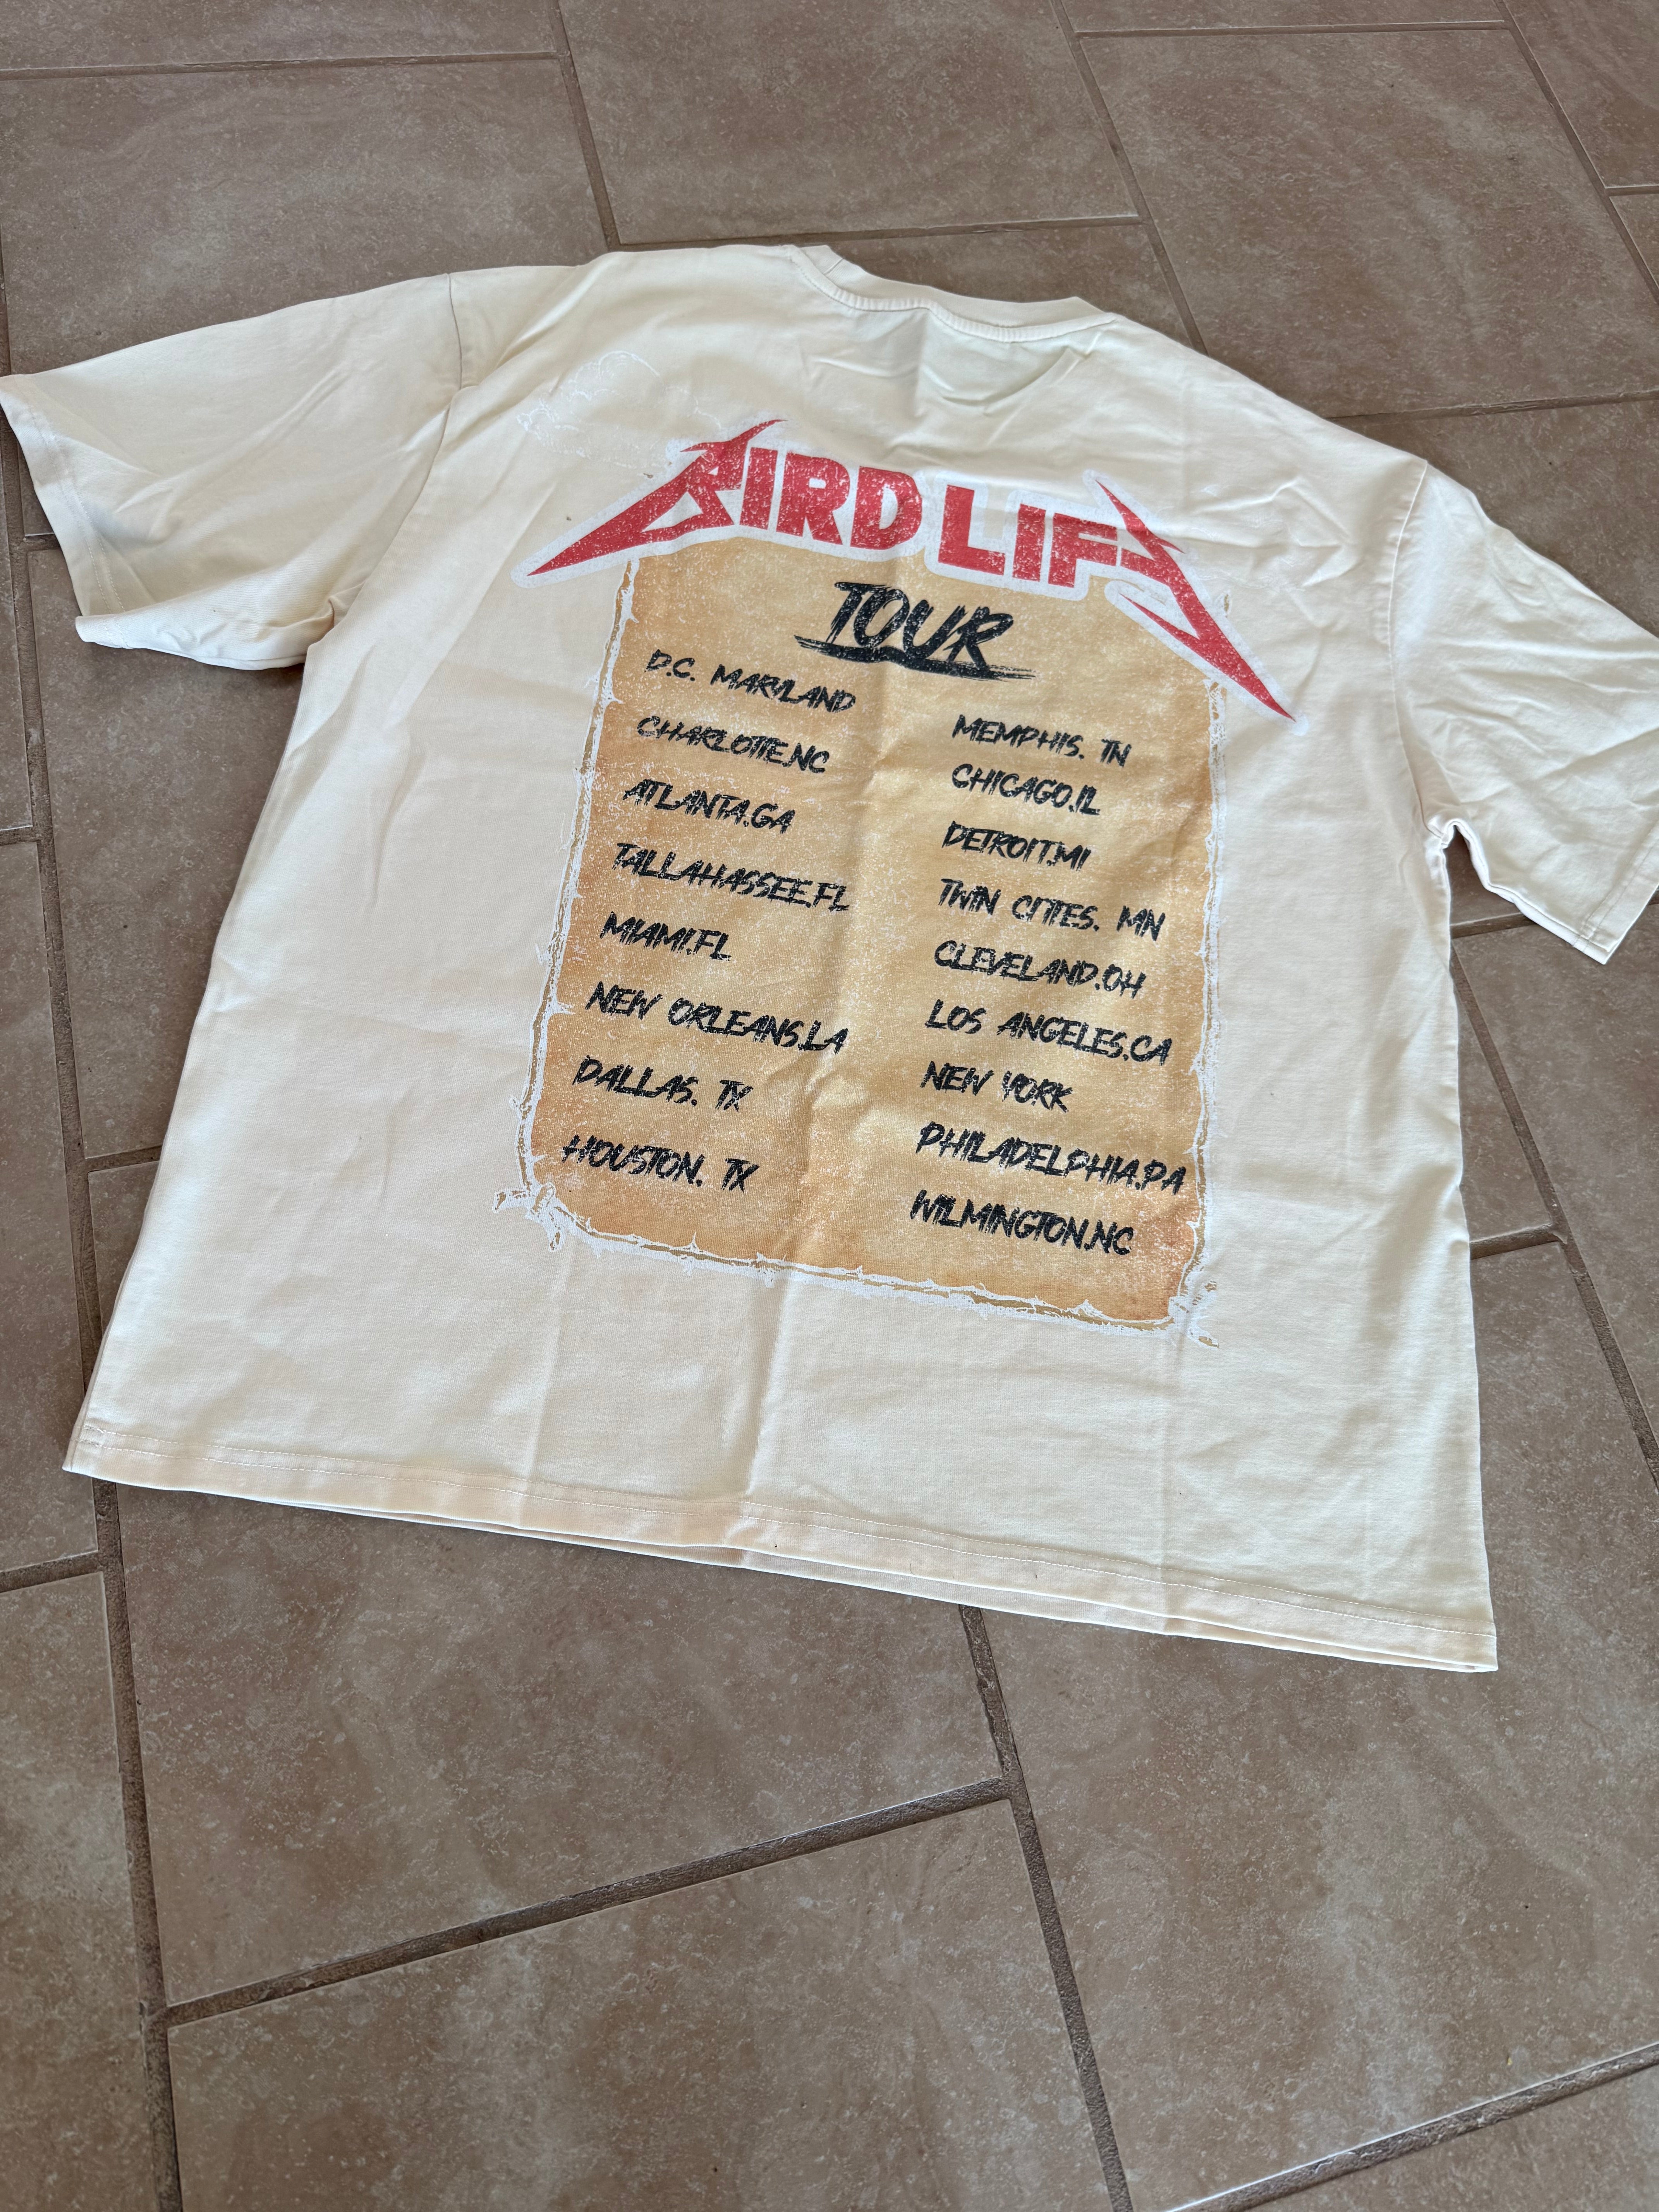 BIRD LIFE
TOUR
D.C. MARYLAND
CHARLOTTE.NC
ATLANTA.GA
TALLAHASSEE.FL
MIAMI.FL
NEW ORLEANS.LA
DALLAS. TX
HOUSTON. TX
MEMPHIS. TN
CHICAGO.IL
DETROIT.MI
TWIN CITIES. MN
CLEVELAND.OH
LOS ANGELES.CA
NEW YORK
PHILADELPHIA.PA
WILMINGTON.NC